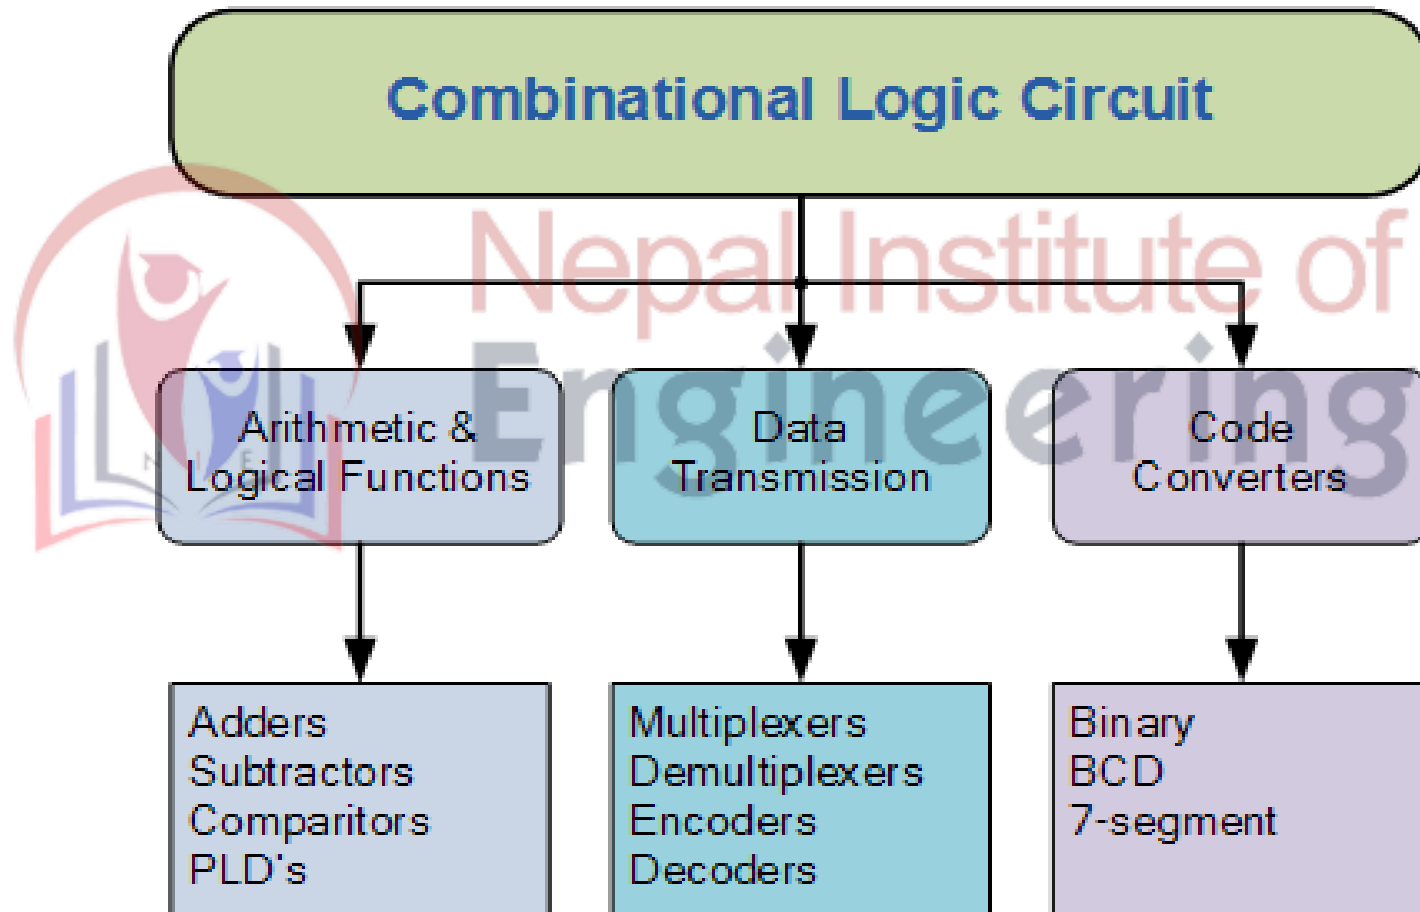 Combinational Logic Circuit
Nepal Institute of
Engineering
N I E
Arithmetic &
Logical Functions
Data
Transmission
Code
Converters
Adders
Subtractors
Comparitors
PLD's
Multiplexers
Demultiplexers
Encoders
Decoders
Binary
BCD
7-segment